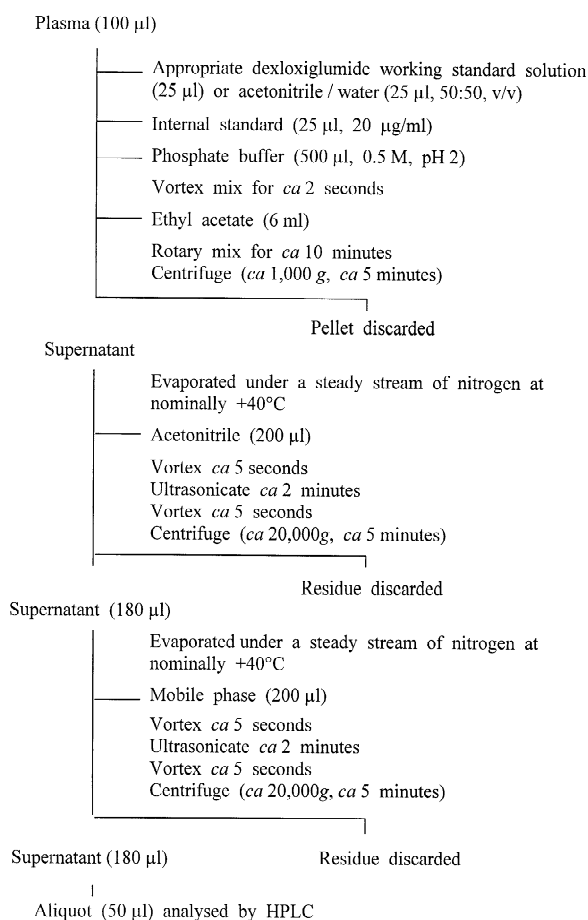 Plasma (100 µl)
Appropriate dexloxiglumide working standard solution
(25 µl) or acetonitrile / water (25 µl, 50:50, v/v)
Internal standard (25 µl, 20 µg/ml)
Phosphate buffer (500 µl, 0.5 M, pH 2)
Vortex mix for ca 2 seconds
Ethyl acetate (6 ml)
Rotary mix for ca 10 minutes
Centrifuge (ca 1,000 g, ca 5 minutes)
Pellet discarded
Supernatant
Evaporated under a steady stream of nitrogen at
nominally +40°C
Acetonitrile (200 µl)
Vortex ca 5 seconds
Ultrasonicate ca 2 minutes
Vortex ca 5 seconds
Centrifuge (ca 20,000g, ca 5 minutes)
Residue discarded
Supernatant (180 µl)
Evaporated under a steady stream of nitrogen at
nominally +40°C
Mobile phase (200 µl)
Vortex ca 5 seconds
Ultrasonicate ca 2 minutes
Vortex ca 5 seconds
Centrifuge (ca 20,000g, ca 5 minutes)
Supernatant (180 µl) Residue discarded
Aliquot (50 µl) analysed by HPLC